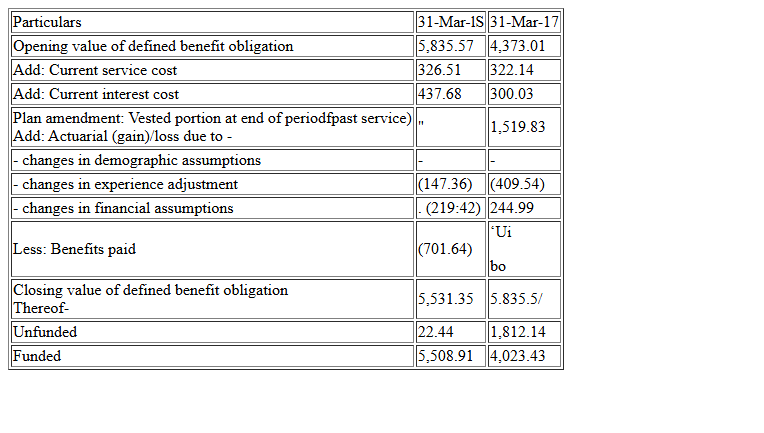 Particulars 31-Mar-lS 31-Mar-17
Opening value of defined benefit obligation 5,835.57 4,373.01
Add: Current service cost 326.51 322.14
Add: Current interest cost 437.68 300.03
Plan amendment: Vested portion at end of periodfpast service)
Add: Actuarial (gain)/loss due to - " 1,519.83
- changes in demographic assumptions - -
- changes in experience adjustment (147.36) (409.54)
- changes in financial assumptions . (219:42) 244.99
Less: Benefits paid (701.64) ‘Ui
bo
Closing value of defined benefit obligation
Thereof- 5,531.35 5.835.5/
Unfunded 22.44 1,812.14
Funded 5,508.91 4,023.43